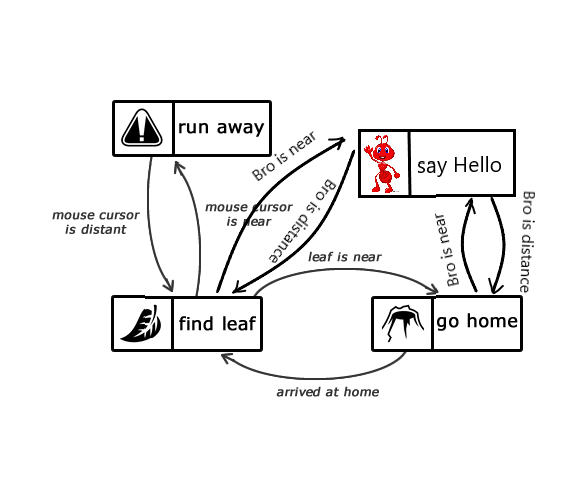 run away
Bro is near
say Hello
mouse cursor
is distant
mouse cursor
is near
Bro is distance
Bro is near
Bro is distance
leaf is near
find leaf
go home
arrived at home